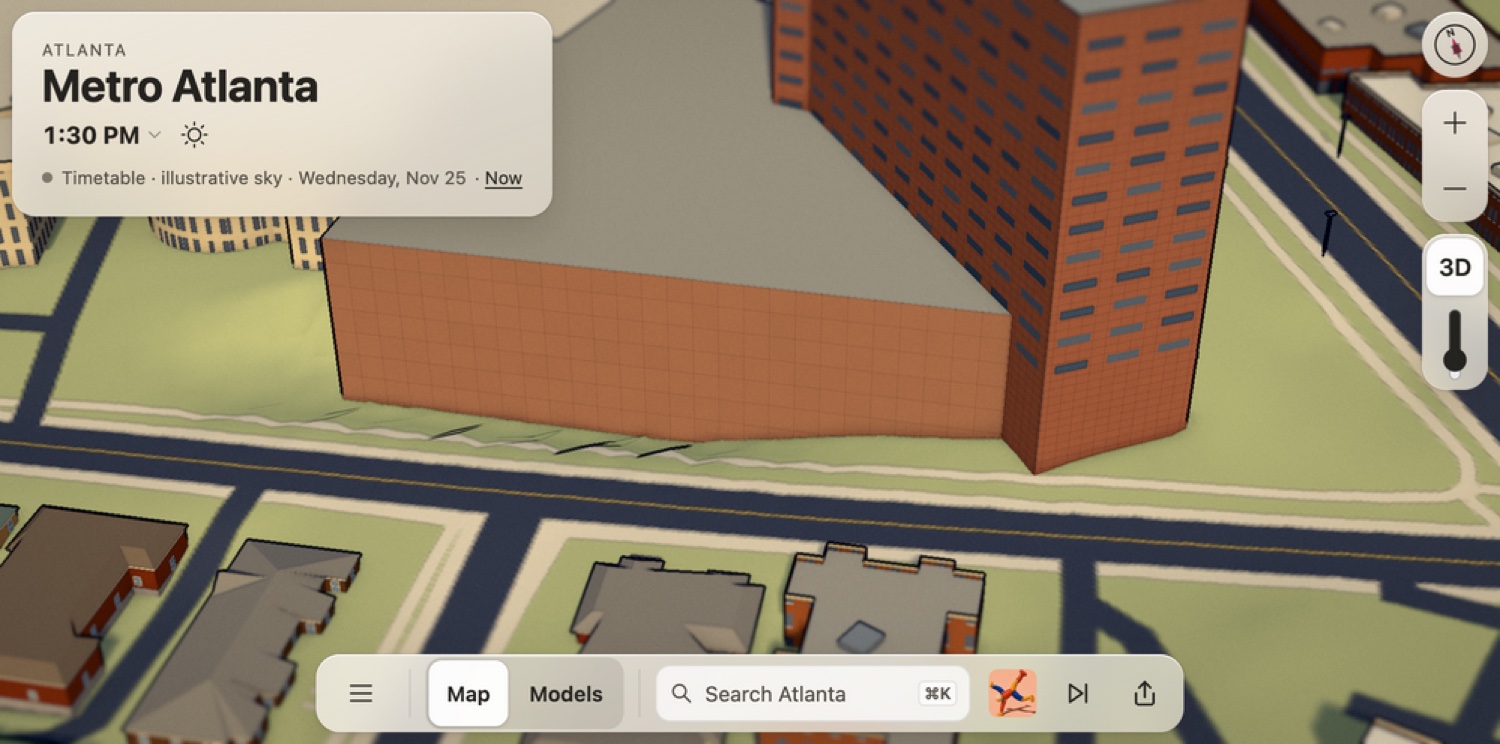 ATLANTA
Metro Atlanta
1:30 PM
Timetable · illustrative sky · Wednesday, Nov 25 · Now
N
+
−
3D
Map Models Search Atlanta ⌘K